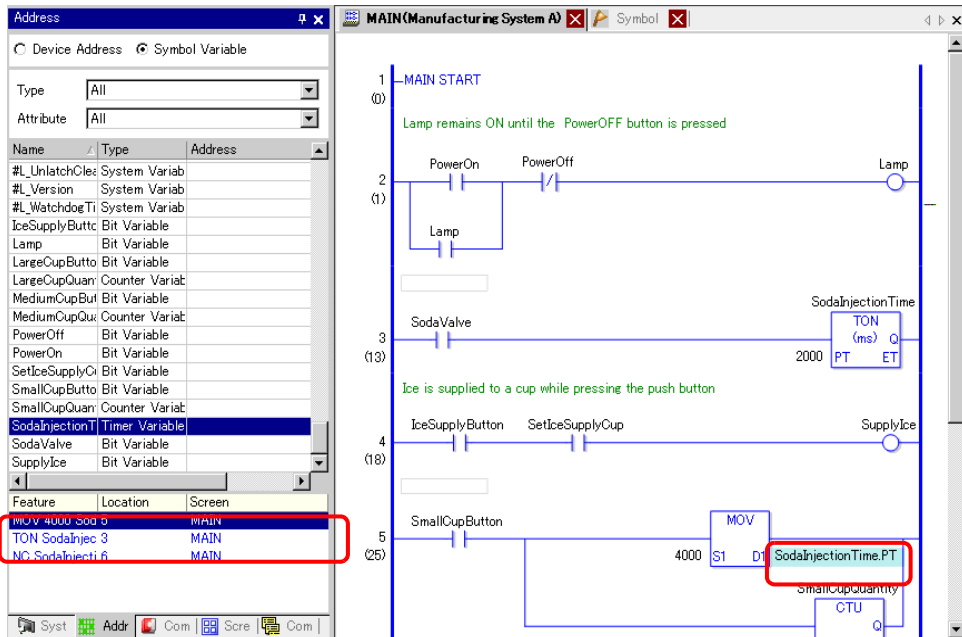 Address
Device Address Symbol Variable
Type All
Attribute All
Name Type Address
#L_UnlatchClea System Variab
#L_Version System Variab
#L_WatchdogTi System Variab
IceSupplyButtc Bit Variable
Lamp Bit Variable
LargeCupButto Bit Variable
LargeCupQuan Counter Variab
MediumCupBut Bit Variable
MediumCupQu Counter Variab
PowerOff Bit Variable
PowerOn Bit Variable
SetIceSupplyC Bit Variable
SmallCupButto Bit Variable
SmallCupQuan Counter Variab
SodaInjectionT Timer Variable
SodaValve Bit Variable
SupplyIce Bit Variable
Feature Location Screen
MOV 4000 Sod 5 MAIN
TON SodaInjec 3 MAIN
NC SodaInjecti 6 MAIN
Syst Addr Com Scre Com
MAIN(Manufacturing System A) Symbol
1 MAIN START
(0)
Lamp remains ON until the PowerOFF button is pressed
PowerOn PowerOff Lamp
2
(1)
Lamp
SodaInjectionTime
SodaValve TON
3 (ms) Q
(13) 2000 PT ET
Ice is supplied to a cup while pressing the push button
IceSupplyButton SetIceSupplyCup SupplyIce
4
(18)
SmallCupButton MOV
5
(25) 4000 S1 D1 SodaInjectionTime.PT
SmallCupQuantity
CTU
Q